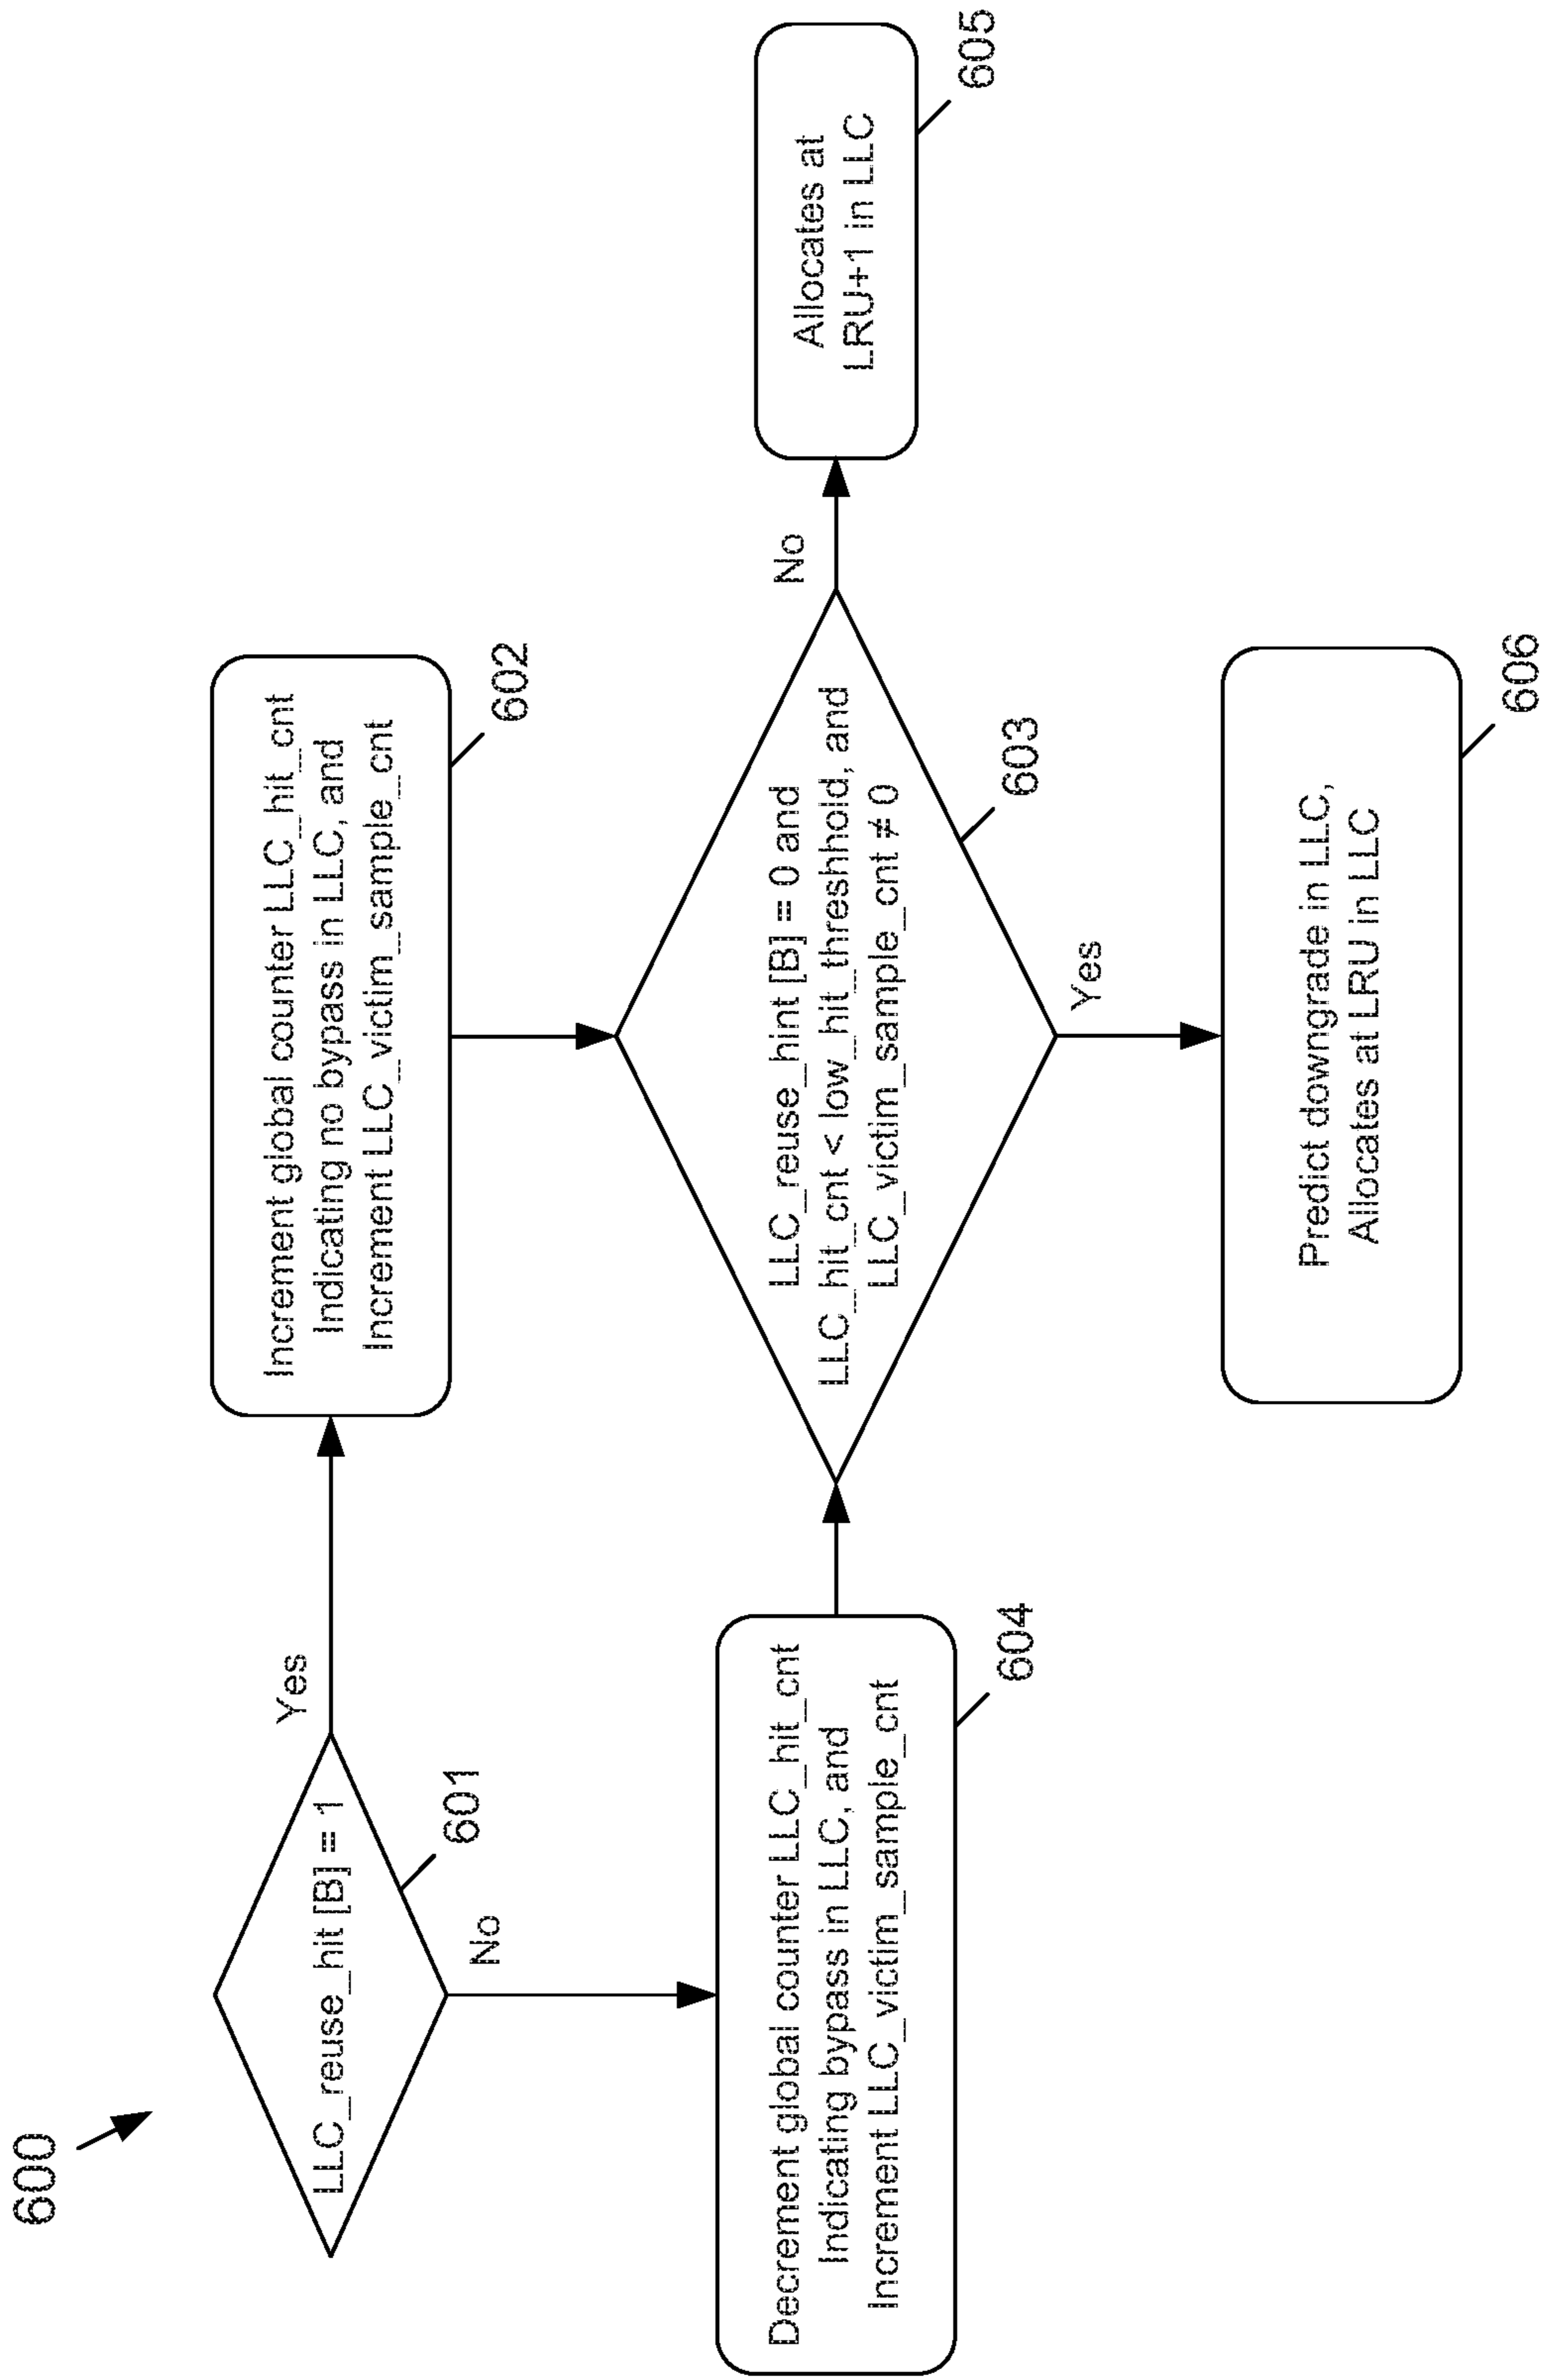 600
LLC_reuse_hit [B] = 1
601
Yes
No
Increment global counter LLC_hit_cnt
Indicating no bypass in LLC, and
Increment LLC_victim_sample_cnt
602
Decrement global counter LLC_hit_cnt
Indicating bypass in LLC, and
Increment LLC_victim_sample_cnt
604
LLC_reuse_hint [B] = 0 and
LLC_hit_cnt < low_hit_threshhold, and
LLC_victim_sample_cnt ≠ 0
603
No
Allocates at
LRU+1 in LLC
605
Yes
Predict downgrade in LLC,
Allocates at LRU in LLC
606